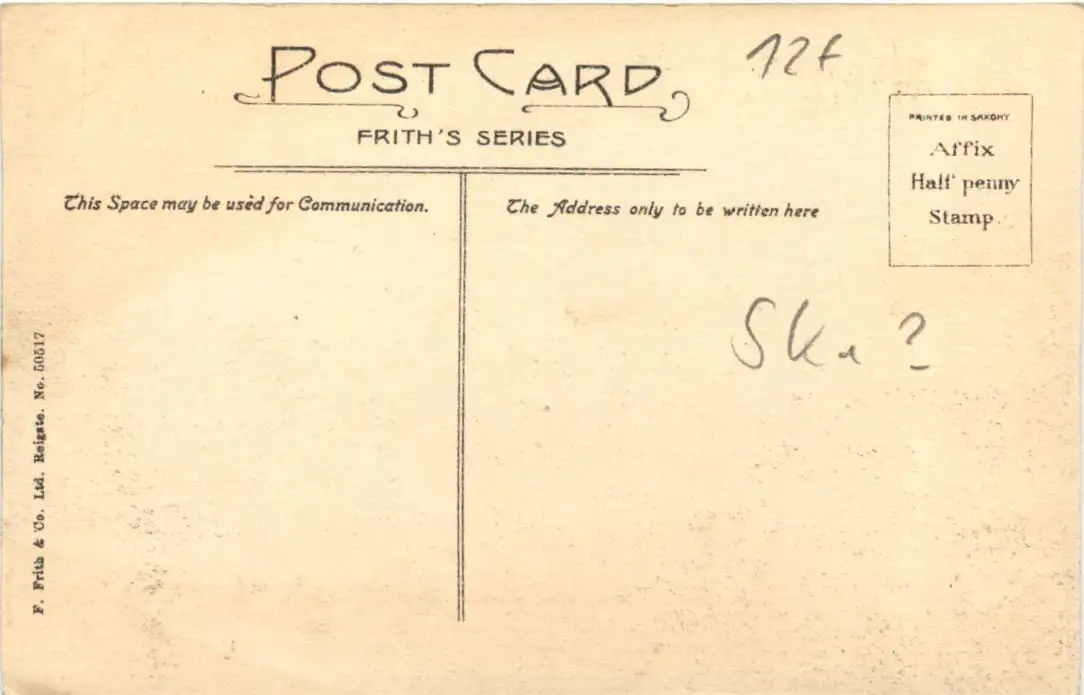 POST CARD
FRITH'S SERIES
12f
PRINTED IN SAXONY
Affix
Half penny
Stamp.
This Space may be used for Communication.
The Address only to be written here
?
F. Frith & Co. Ltd. Reigate. No. 50517